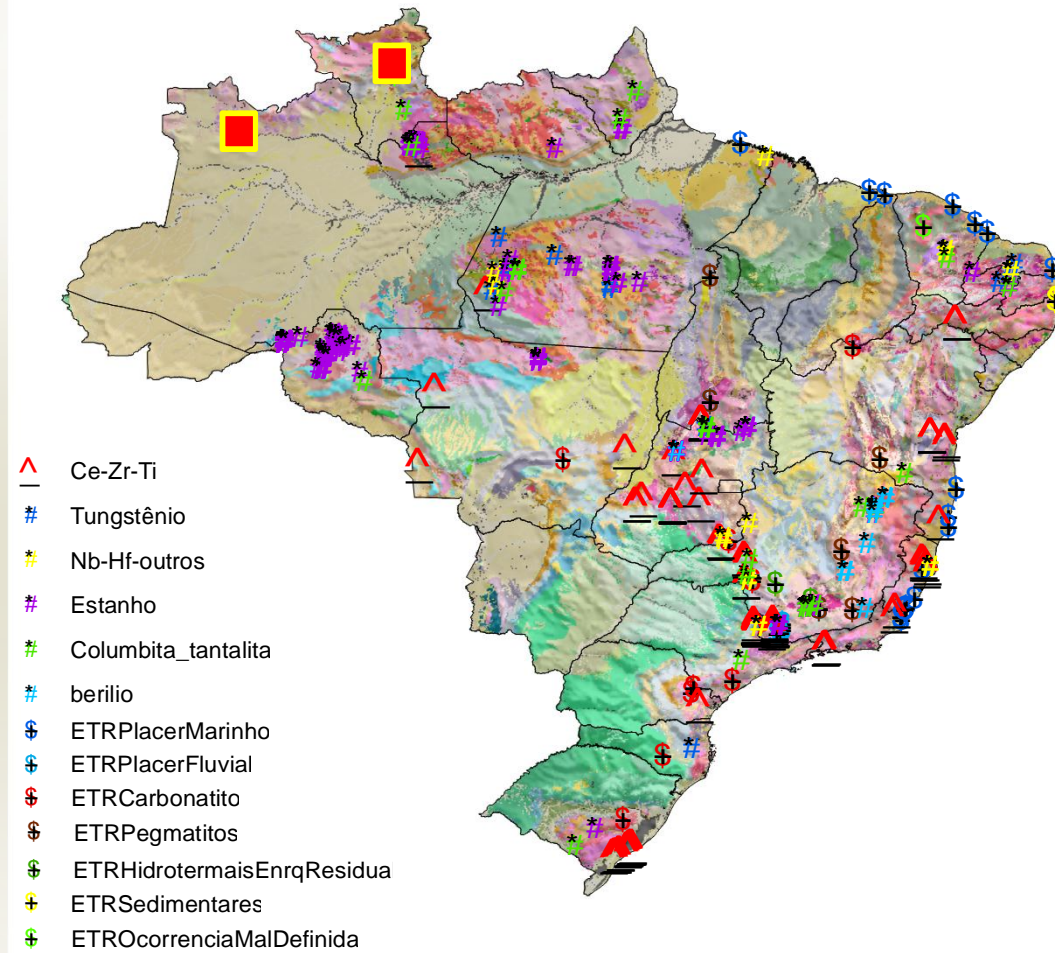 Ce-Zr-Ti
Tungstênio
Nb-Hf-outros
Estanho
Columbita_tantalita
berilio
ETRPlacerMarinho
ETRPlacerFluvial
ETRCarbonatito
ETRPegmatitos
ETRHidrotermaisEnrqResidual
ETRSedimentares
ETROcorrenciaMalDefinida